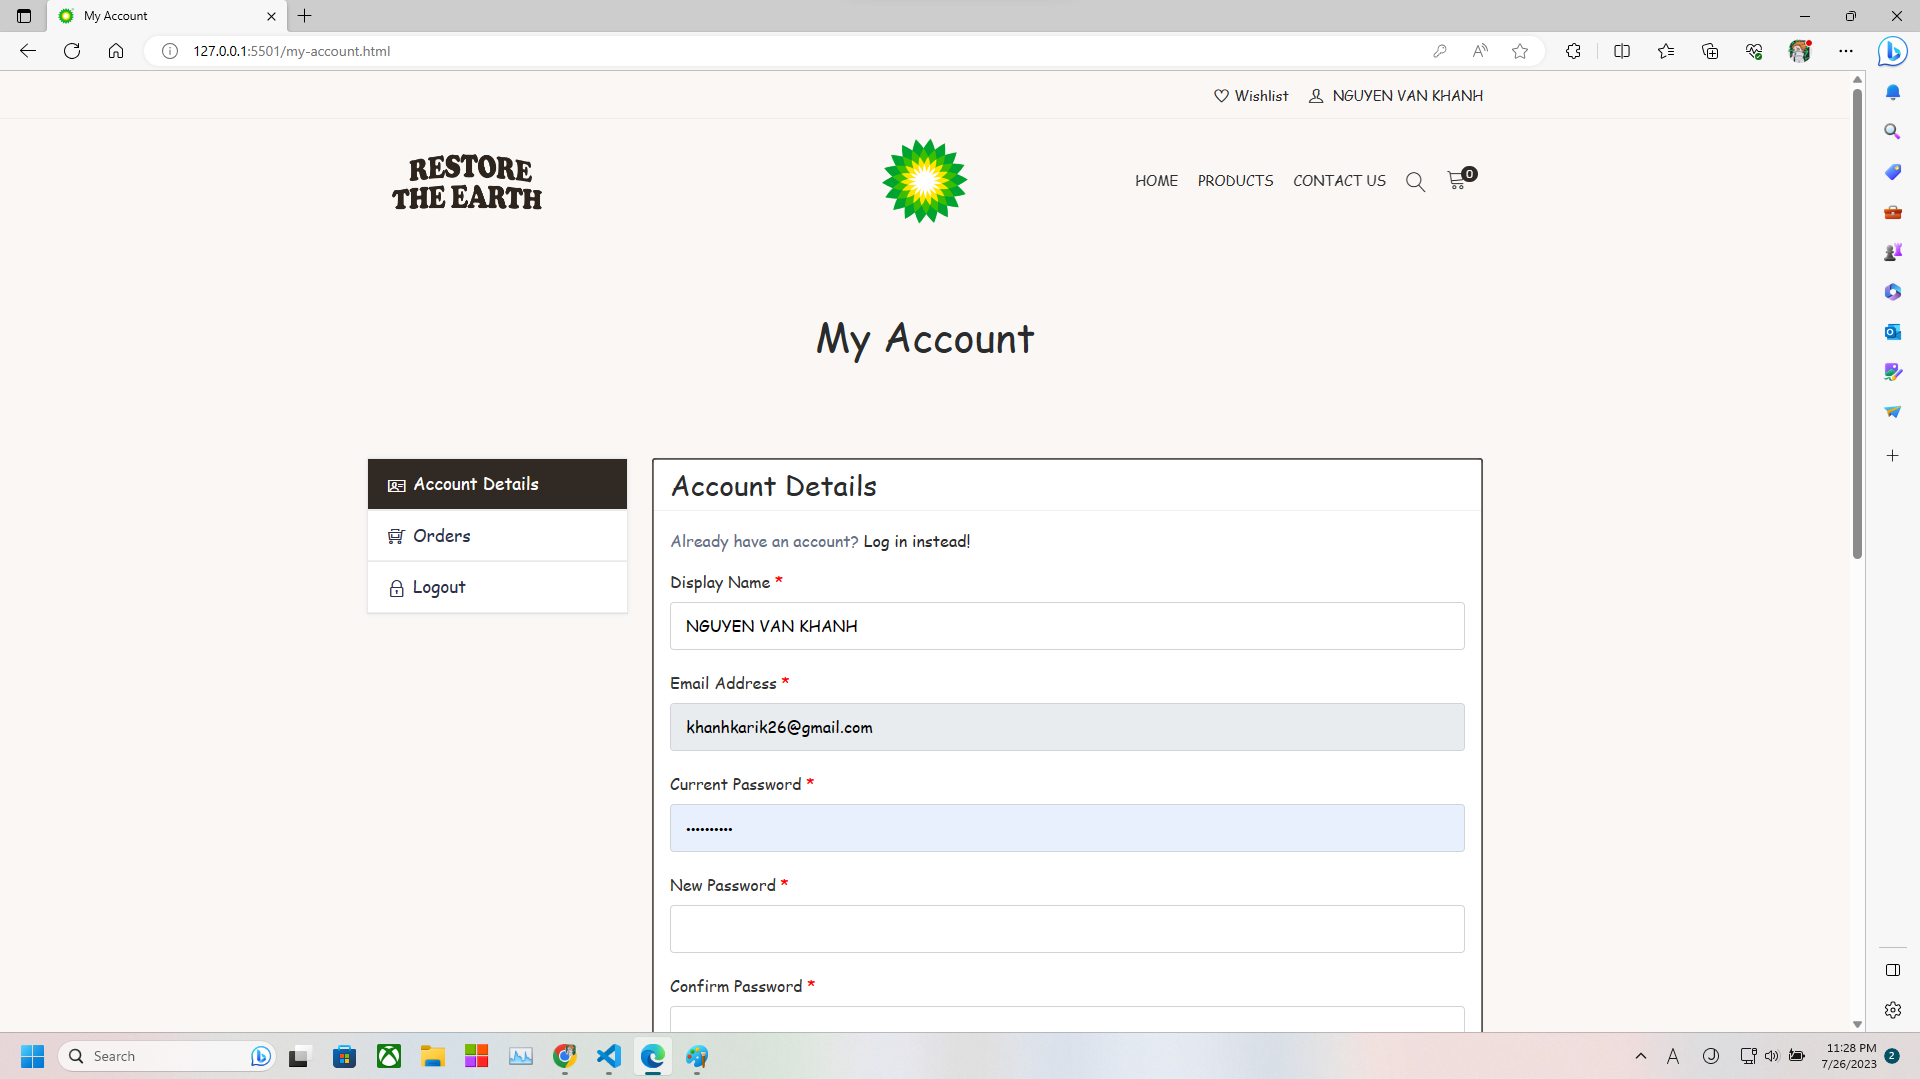 My Account
127.0.0.1:5501/my-account.html
Wishlist NGUYEN VAN KHANH
RESTORE
THE EARTH
HOME PRODUCTS CONTACT US 0
My Account
Account Details
Orders
Logout
Account Details
Already have an account? Log in instead!
Display Name *
NGUYEN VAN KHANH
Email Address *
khanhkarik26@gmail.com
Current Password *
••••••••••
New Password *
Confirm Password *
Search
11:28 PM
7/26/2023
2